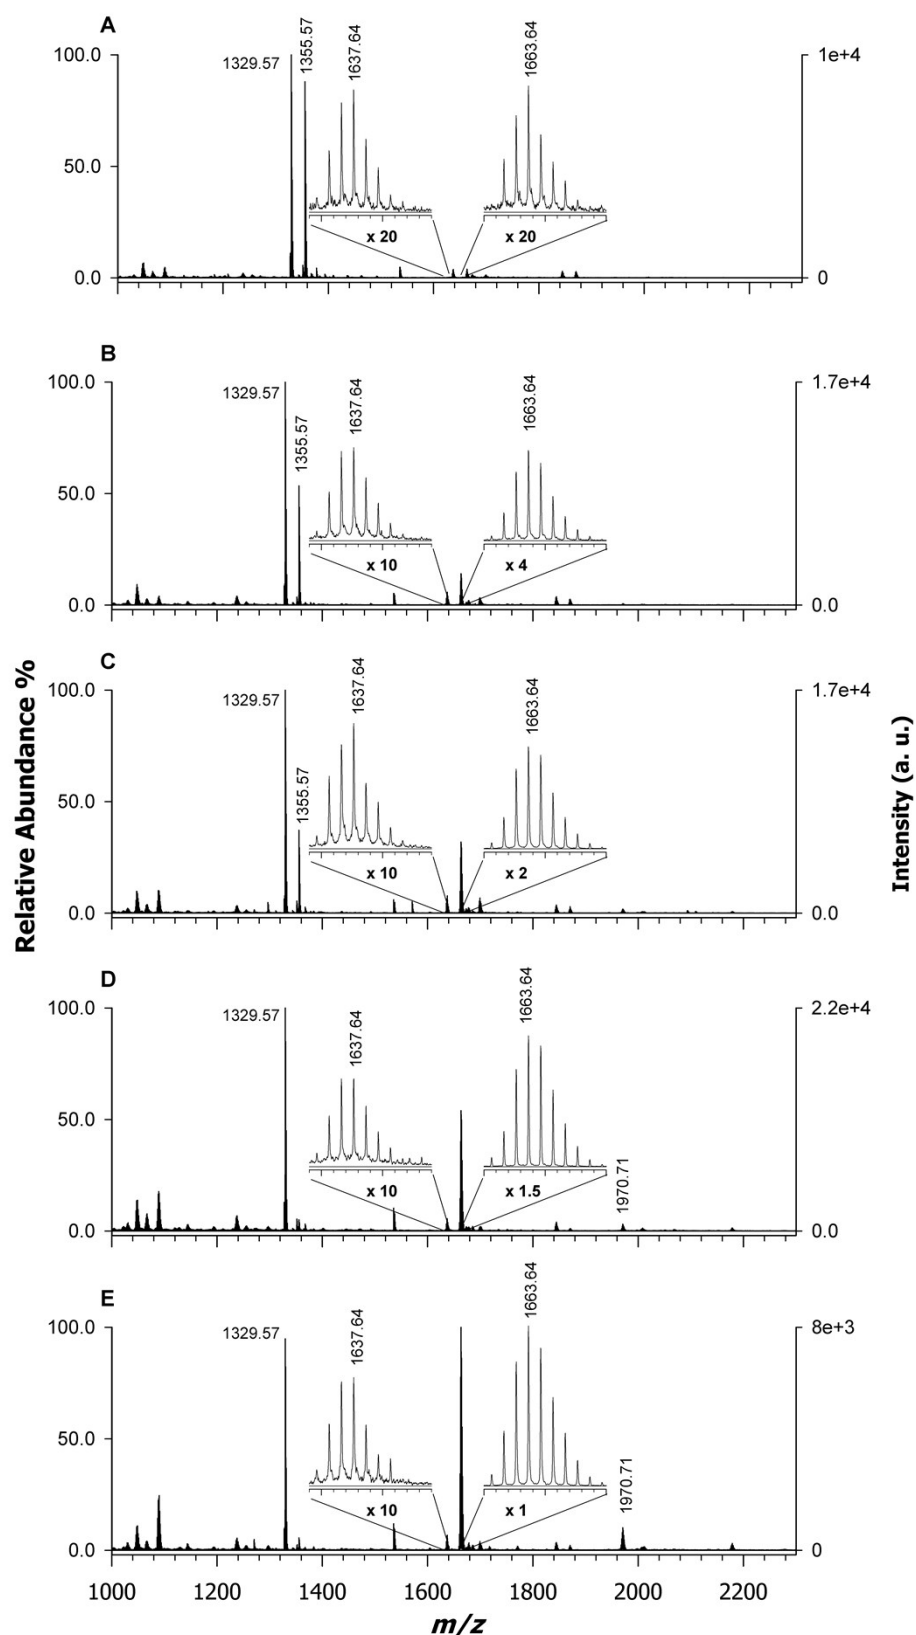 A
100.0
50.0
0.0
1329.57
1355.57
1637.64
1663.64
x 20
x 20
1e+4
0
B
100.0
50.0
0.0
1329.57
1355.57
1637.64
1663.64
x 10
x 4
1.7e+4
0.0
C
100.0
50.0
0.0
1329.57
1355.57
1637.64
1663.64
x 10
x 2
1.7e+4
0.0
D
100.0
50.0
0.0
1329.57
1637.64
1663.64
x 10
x 1.5
1970.71
2.2e+4
0.0
E
100.0
50.0
0.0
1329.57
1637.64
1663.64
x 10
x 1
1970.71
8e+3
0
1000 1200 1400 1600 1800 2000 2200
m/z
Relative Abundance %
Intensity (a. u.)